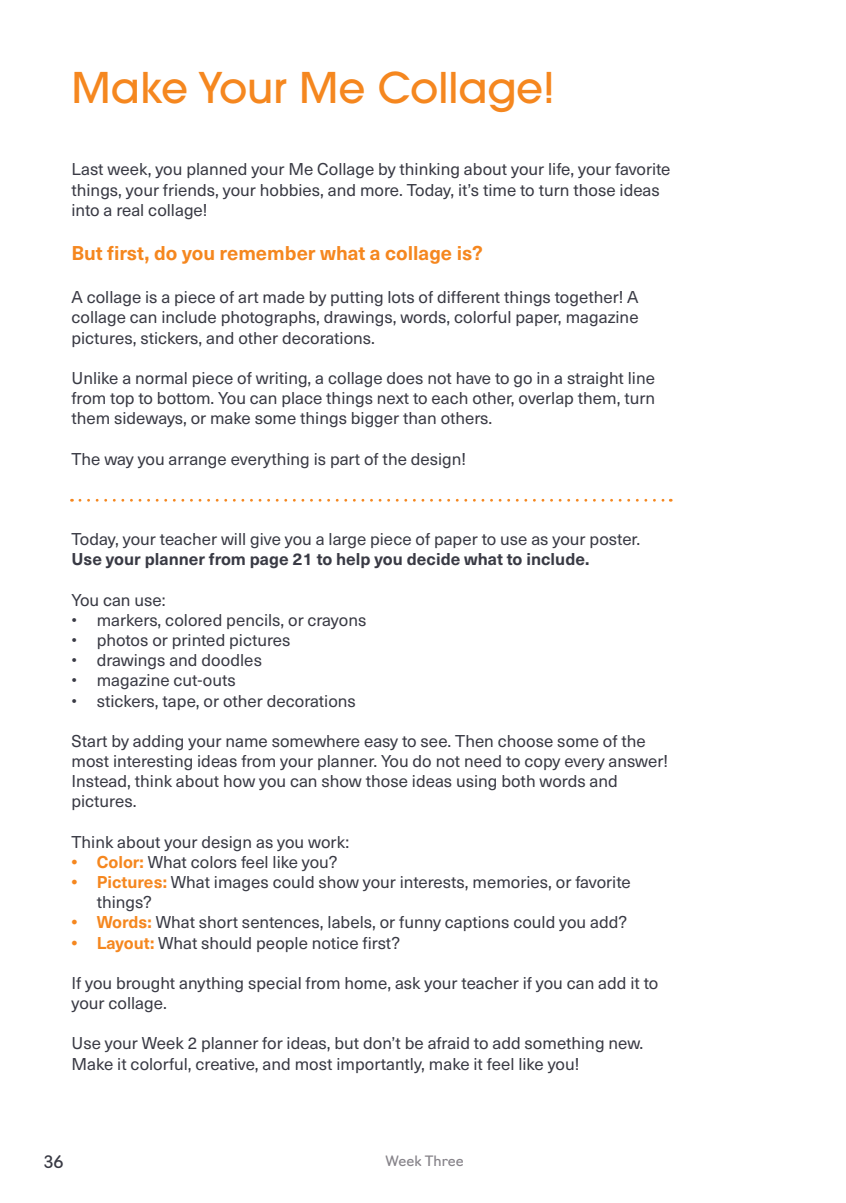 Make Your Me Collage!
Last week, you planned your Me Collage by thinking about your life, your favorite
things, your friends, your hobbies, and more. Today, it's time to turn those ideas
into a real collage!
But first, do you remember what a collage is?
A collage is a piece of art made by putting lots of different things together! A
collage can include photographs, drawings, words, colorful paper, magazine
pictures, stickers, and other decorations.
Unlike a normal piece of writing, a collage does not have to go in a straight line
from top to bottom. You can place things next to each other, overlap them, turn
them sideways, or make some things bigger than others.
The way you arrange everything is part of the design!
Today, your teacher will give you a large piece of paper to use as your poster.
Use your planner from page 21 to help you decide what to include.
You can use:
• markers, colored pencils, or crayons
• photos or printed pictures
• drawings and doodles
• magazine cut-outs
• stickers, tape, or other decorations
Start by adding your name somewhere easy to see. Then choose some of the
most interesting ideas from your planner. You do not need to copy every answer!
Instead, think about how you can show those ideas using both words and
pictures.
Think about your design as you work:
• Color: What colors feel like you?
• Pictures: What images could show your interests, memories, or favorite
things?
• Words: What short sentences, labels, or funny captions could you add?
• Layout: What should people notice first?
If you brought anything special from home, ask your teacher if you can add it to
your collage.
Use your Week 2 planner for ideas, but don't be afraid to add something new.
Make it colorful, creative, and most importantly, make it feel like you!
36
Week Three